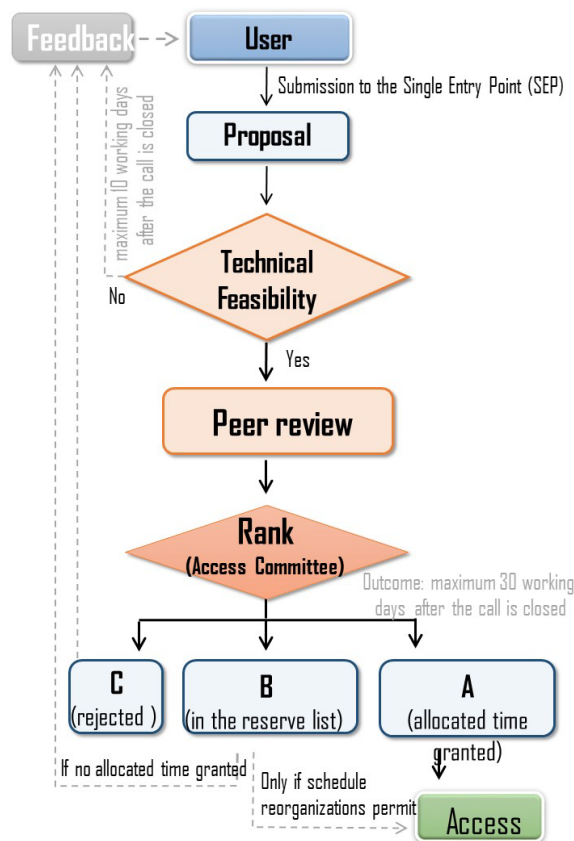 Feedback
User
Submission to the Single Entry Point (SEP)
Proposal
maximum 10 working days
after the call is closed
Technical
Feasibility
No
Yes
Peer review
Rank
(Access Committee)
Outcome: maximum 30 working
days after the call is closed
C
(rejected )
B
(in the reserve list)
A
(allocated time
granted)
If no allocated time granted
Only if schedule
reorganizations permit
Access